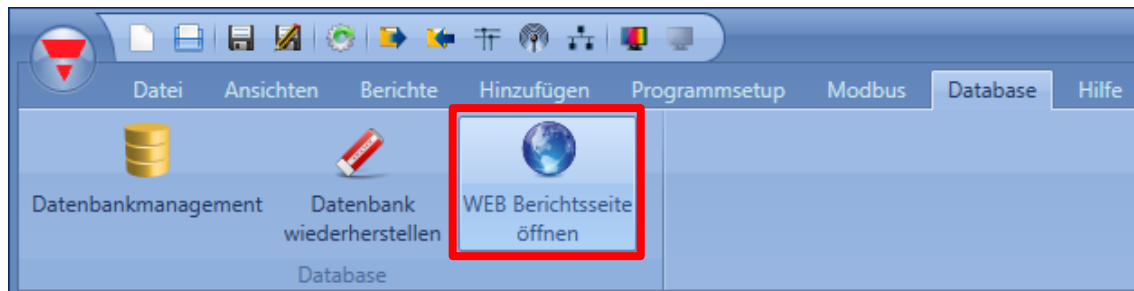 Datei Ansichten Berichte Hinzufügen Programmsetup Modbus Database Hilfe
Datenbankmanagement Datenbank WEB Berichtsseite
wiederherstellen öffnen
Database